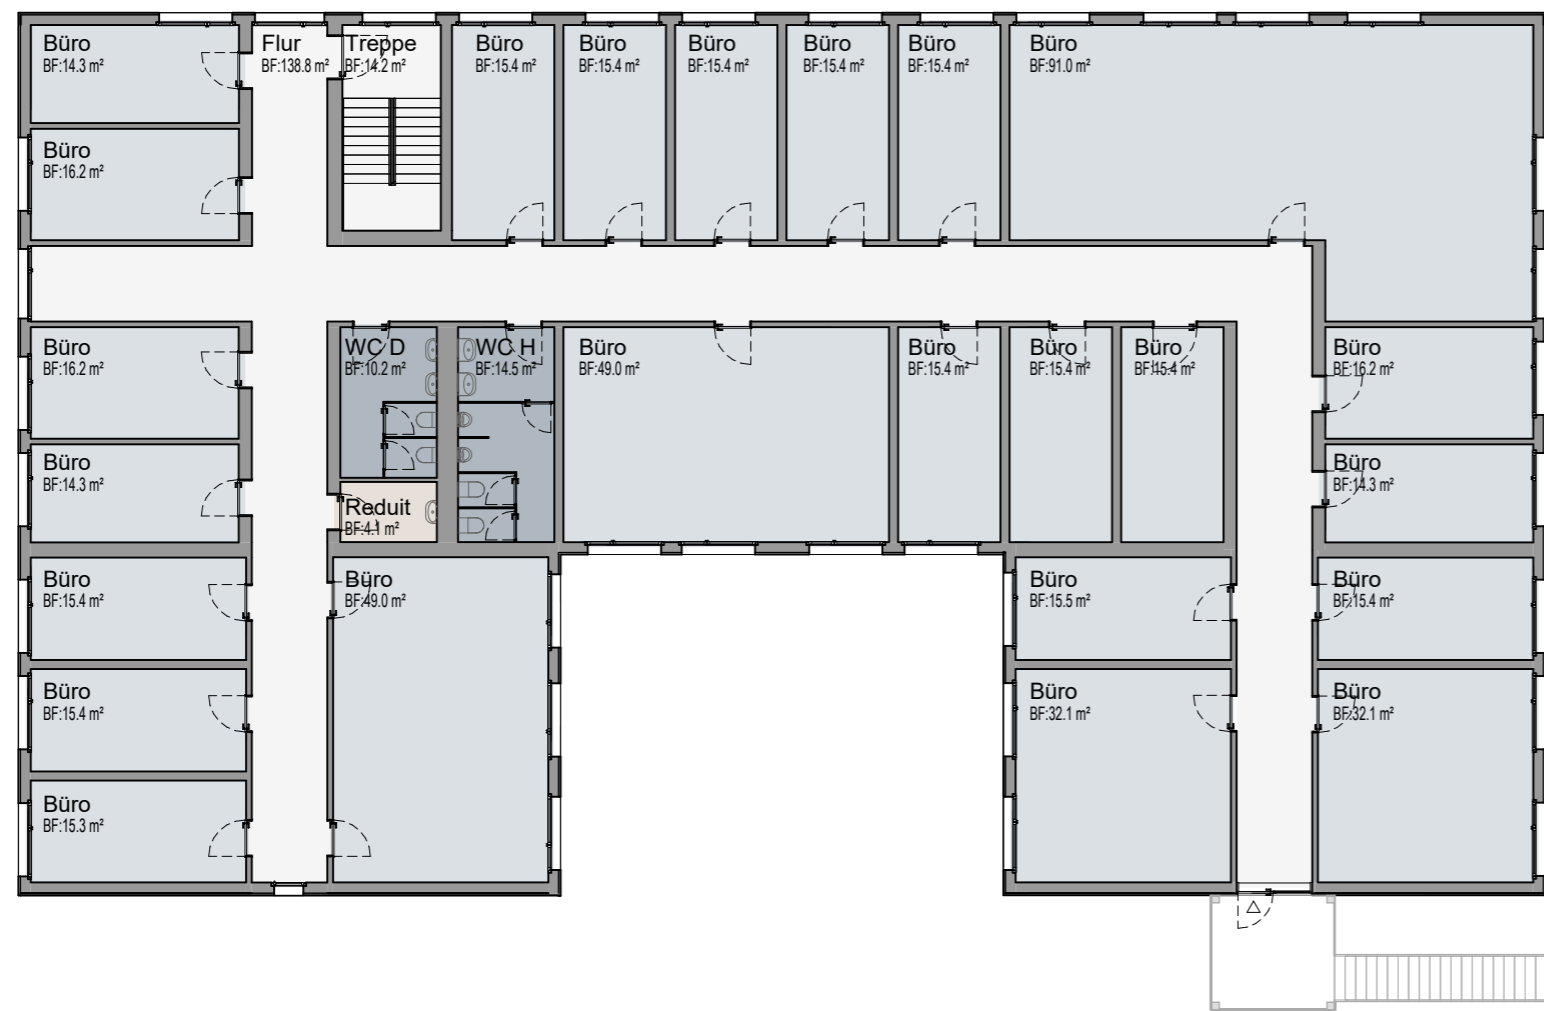 Büro
BF:14.3 m²
Flur
BF:138.8 m²
Treppe
BF:14.2 m²
Büro
BF:15.4 m²
Büro
BF:15.4 m²
Büro
BF:15.4 m²
Büro
BF:15.4 m²
Büro
BF:15.4 m²
Büro
BF:91.0 m²
Büro
BF:16.2 m²
Büro
BF:16.2 m²
WC D
BF:10.2 m²
WC H
BF:14.5 m²
Büro
BF:49.0 m²
Büro
BF:15.4 m²
Büro
BF:15.4 m²
Büro
BF:15.4 m²
Büro
BF:16.2 m²
Büro
BF:14.3 m²
Büro
BF:14.3 m²
Reduit
BF:4.1 m²
Büro
BF:15.4 m²
Büro
BF:49.0 m²
Büro
BF:15.5 m²
Büro
BF:15.4 m²
Büro
BF:15.4 m²
Büro
BF:32.1 m²
Büro
BF:32.1 m²
Büro
BF:15.3 m²